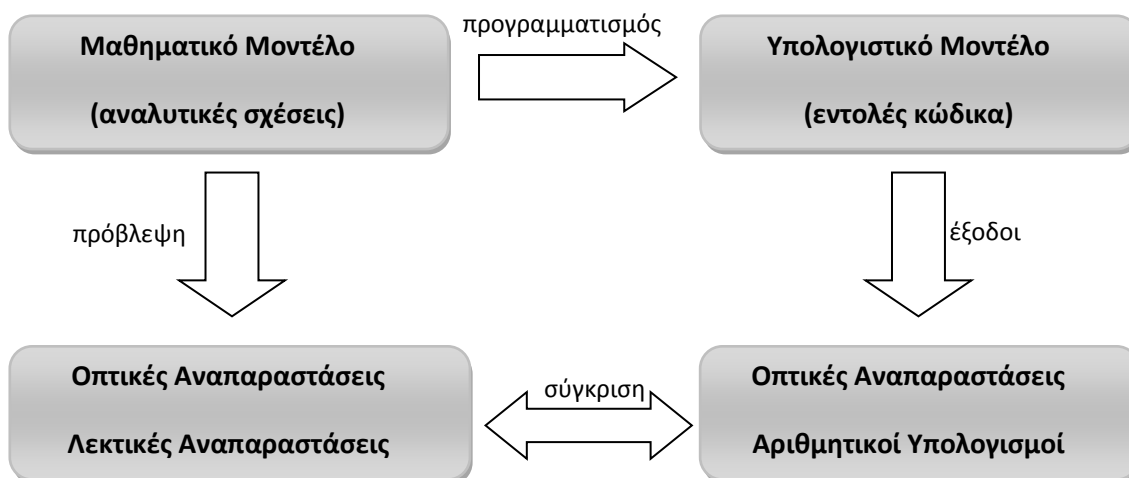 προγραμματισμός
Μαθηματικό Μοντέλο
(αναλυτικές σχέσεις)
Υπολογιστικό Μοντέλο
(εντολές κώδικα)
πρόβλεψη
έξοδοι
Οπτικές Αναπαραστάσεις
Λεκτικές Αναπαραστάσεις
σύγκριση
Οπτικές Αναπαραστάσεις
Αριθμητικοί Υπολογισμοί